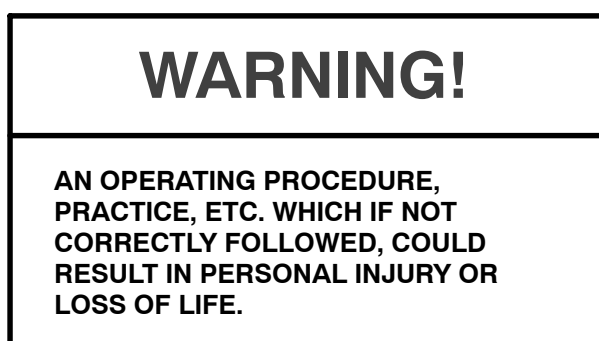 WARNING!
AN OPERATING PROCEDURE,
PRACTICE, ETC. WHICH IF NOT
CORRECTLY FOLLOWED, COULD
RESULT IN PERSONAL INJURY OR
LOSS OF LIFE.